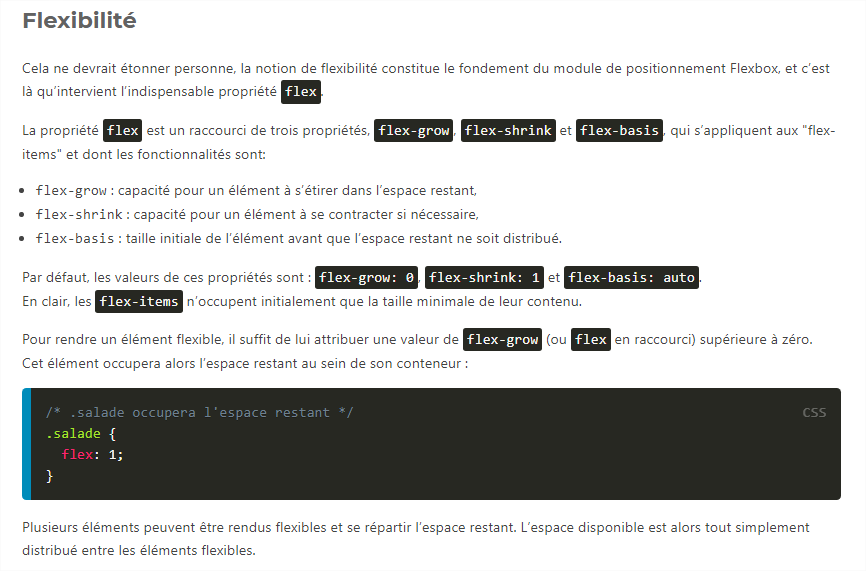 Flexibilité
Cela ne devrait étonner personne, la notion de flexibilité constitue le fondement du module de positionnement Flexbox, et c’est
là qu’intervient l’indispensable propriété flex.
La propriété flex est un raccourci de trois propriétés, flex-grow, flex-shrink et flex-basis, qui s’appliquent aux "flex-
items" et dont les fonctionnalités sont:
• flex-grow : capacité pour un élément à s’étirer dans l’espace restant,
• flex-shrink : capacité pour un élément à se contracter si nécessaire,
• flex-basis : taille initiale de l’élément avant que l’espace restant ne soit distribué.
Par défaut, les valeurs de ces propriétés sont : flex-grow: 0, flex-shrink: 1 et flex-basis: auto.
En clair, les flex-items n’occupent initialement que la taille minimale de leur contenu.
Pour rendre un élément flexible, il suffit de lui attribuer une valeur de flex-grow (ou flex en raccourci) supérieure à zéro.
Cet élément occupera alors l’espace restant au sein de son conteneur :
/* .salade occupera l'espace restant */ CSS
.salade {
flex: 1;
}
Plusieurs éléments peuvent être rendus flexibles et se répartir l’espace restant. L’espace disponible est alors tout simplement
distribué entre les éléments flexibles.